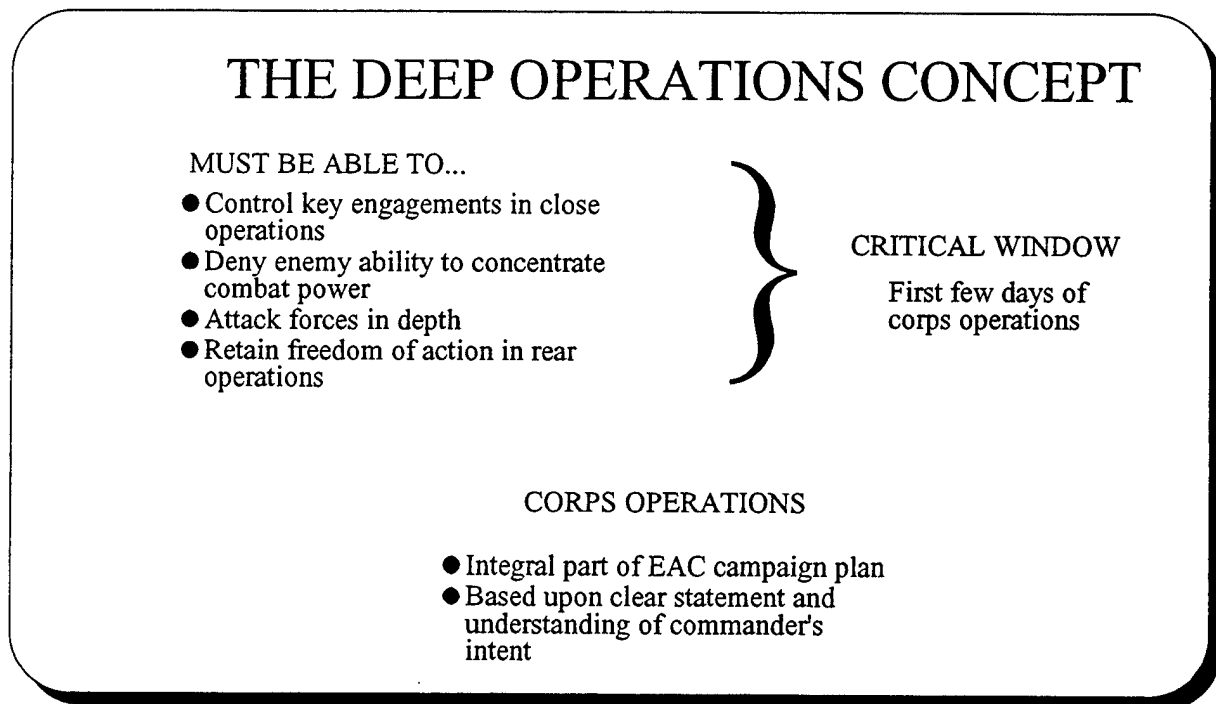 THE DEEP OPERATIONS CONCEPT
MUST BE ABLE TO...
● Control key engagements in close
operations
● Deny enemy ability to concentrate
combat power
● Attack forces in depth
● Retain freedom of action in rear
operations
CRITICAL WINDOW
First few days of
corps operations
CORPS OPERATIONS
● Integral part of EAC campaign plan
● Based upon clear statement and
understanding of commander's
intent